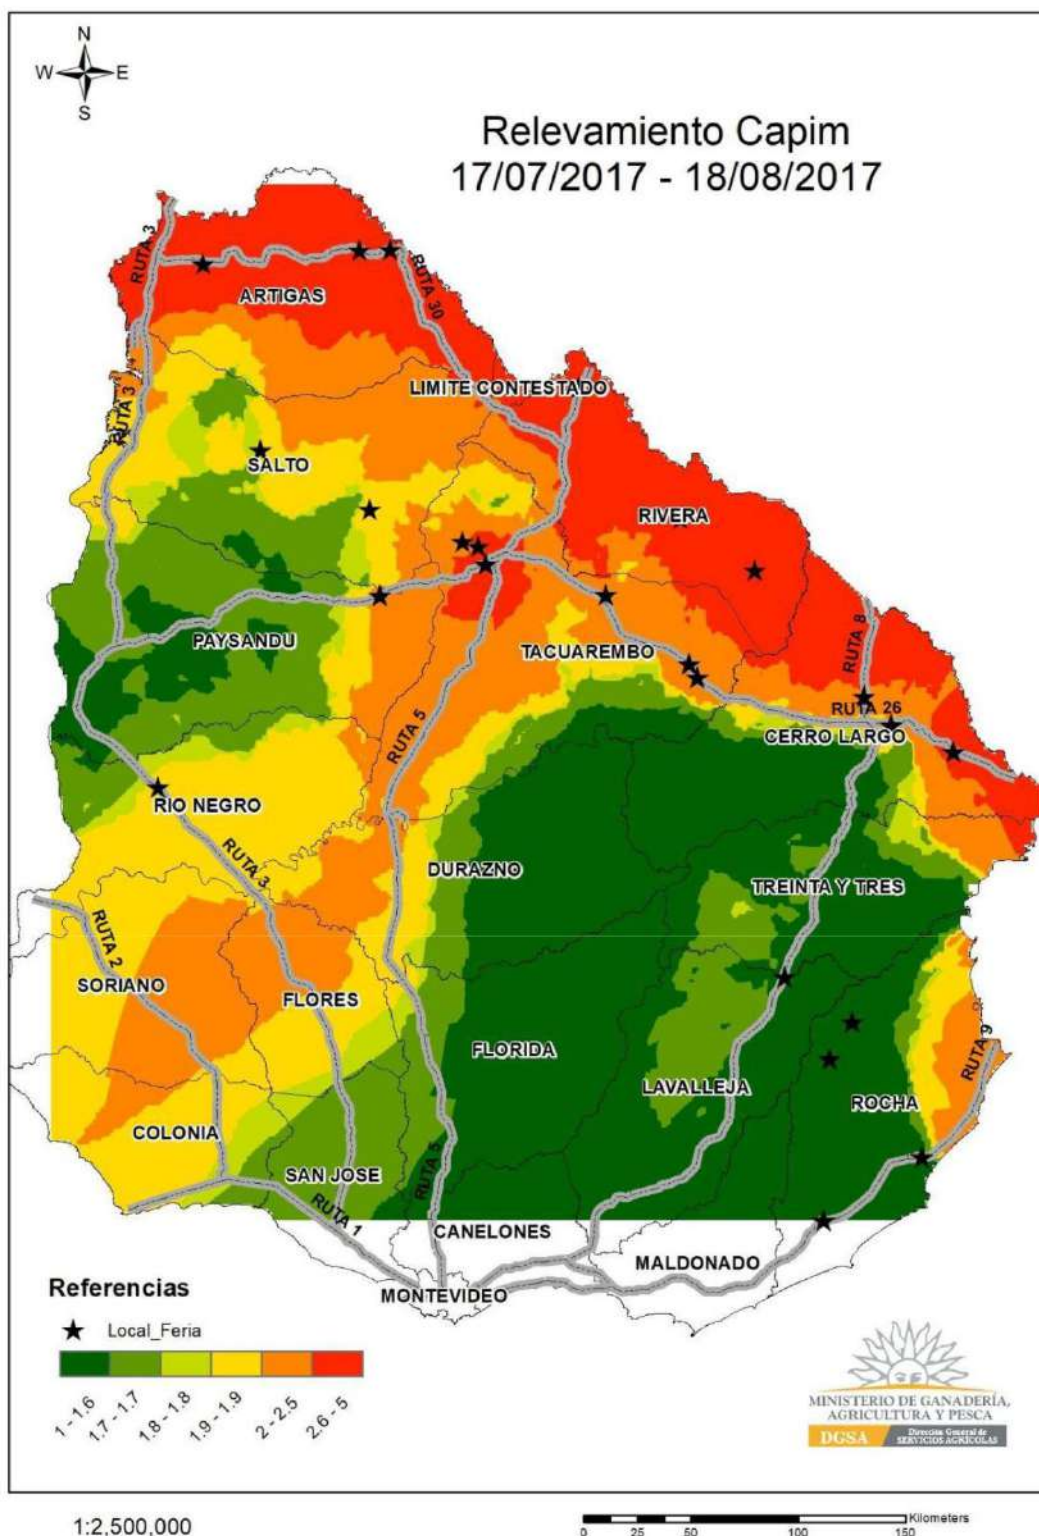 N
W E
S
Relevamiento Capim
17/07/2017 - 18/08/2017
RUTA 3
RUTA 30
ARTIGAS
LIMITE CONTESTADO
RUTA 3
SALTO
RIVERA
RUTA 8
PAYSANDU
TACUAREMBO
RUTA 5
RUTA 26
CERRO LARGO
RIO NEGRO
RUTA 3
DURAZNO
TREINTA Y TRES
RUTA 2
SORIANO
FLORES
FLORIDA
RUTA 9
LAVALLEJA
ROCHA
COLONIA
SAN JOSE
RUTA 5
RUTA 1
CANELONES
MALDONADO
MONTEVIDEO
Referencias
Local_Feria
1 - 1.6
1.7 - 1.7
1.8 - 1.8
1.9 - 1.9
2 - 2.5
2.6 - 5
MINISTERIO DE GANADERÍA,
AGRICULTURA Y PESCA
DGSA Dirección General de
SERVICIOS AGRÍCOLAS
1:2,500,000
Kilometers
0 25 50 100 150